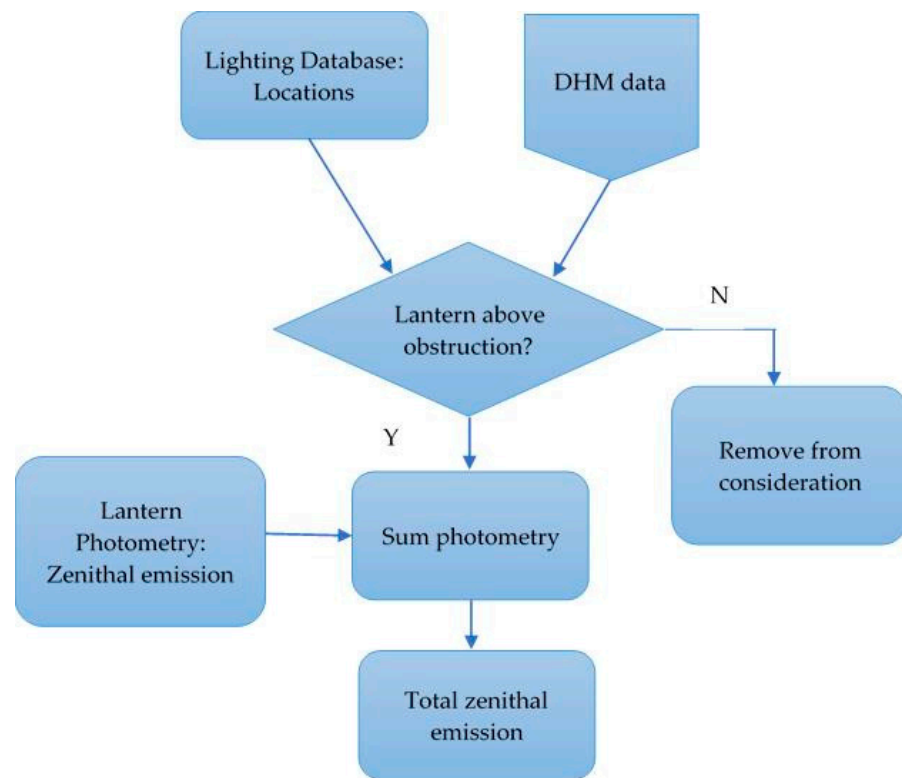 Lighting Database:
Locations
DHM data
Lantern above
obstruction?
N
Y
Remove from
consideration
Lantern
Photometry:
Zenithal emission
Sum photometry
Total zenithal
emission